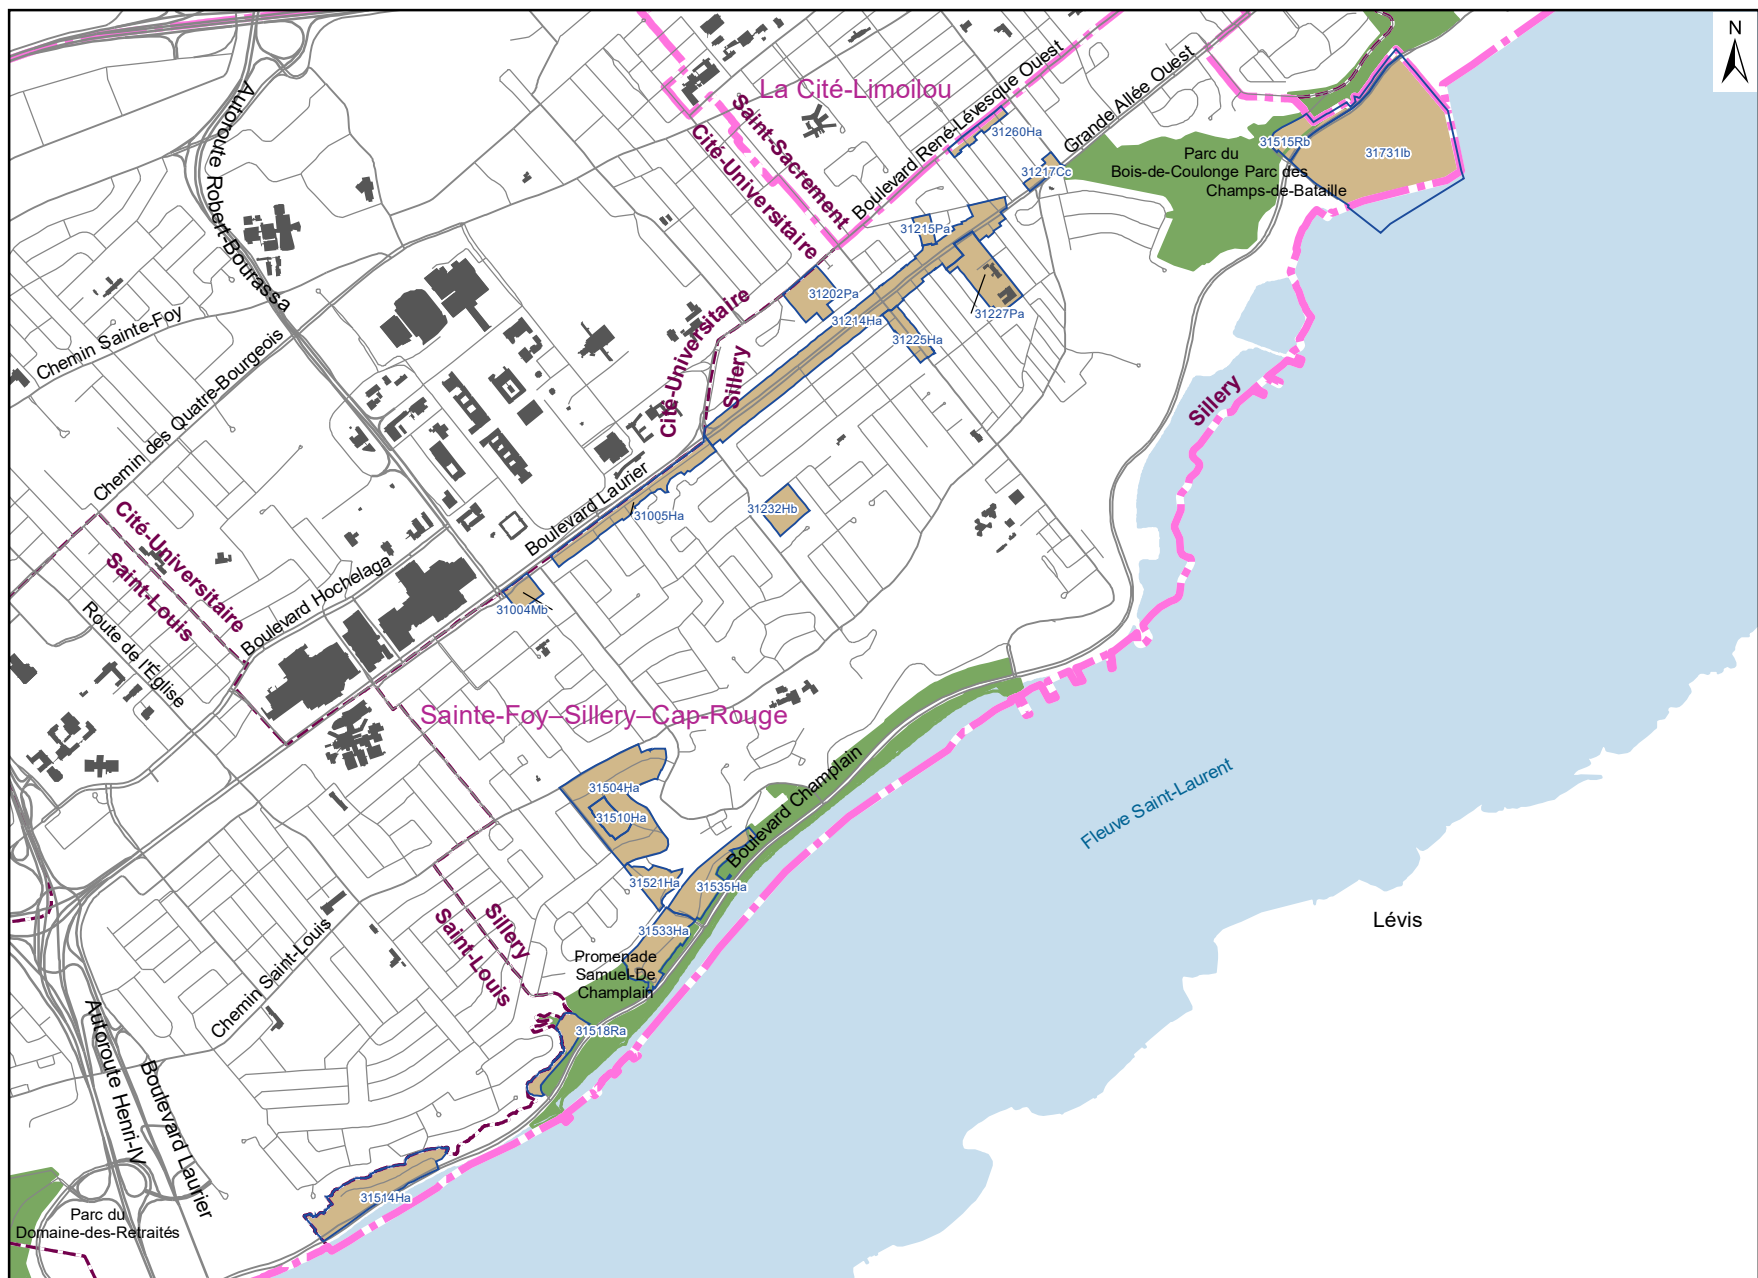 N
La Cité-Limoilou
Saint-Sacrement
Cité-Universitaire
Boulevard René-Lévesque Ouest
Grande Allée Ouest
31260Ha
31217Cc
31515Rb
31731Ib
Parc du
Bois-de-Coulonge
Parc des
Champs-de-Bataille
Autoroute Robert-Bourassa
31215Pa
31202Pa
31214Ha
31227Pa
31225Ha
Chemin Sainte-Foy
Chemin des Quatre-Bourgeois
Cité-Universitaire
Sillery
Sillery
Boulevard Laurier
31005Ha
31232Hb
31004Mb
Cité-Universitaire
Saint-Louis
Boulevard Hochelaga
Route de l'Église
Sainte-Foy–Sillery–Cap-Rouge
31504Ha
31510Ha
Boulevard Champlain
Fleuve Saint-Laurent
31521Ha
31535Ha
31533Ha
Lévis
Sillery
Saint-Louis
Promenade
Samuel-De
Champlain
31518Ra
Chemin Saint-Louis
Autoroute Henri-IV
Boulevard Laurier
31514Ha
Parc du
Domaine-des-Retraités